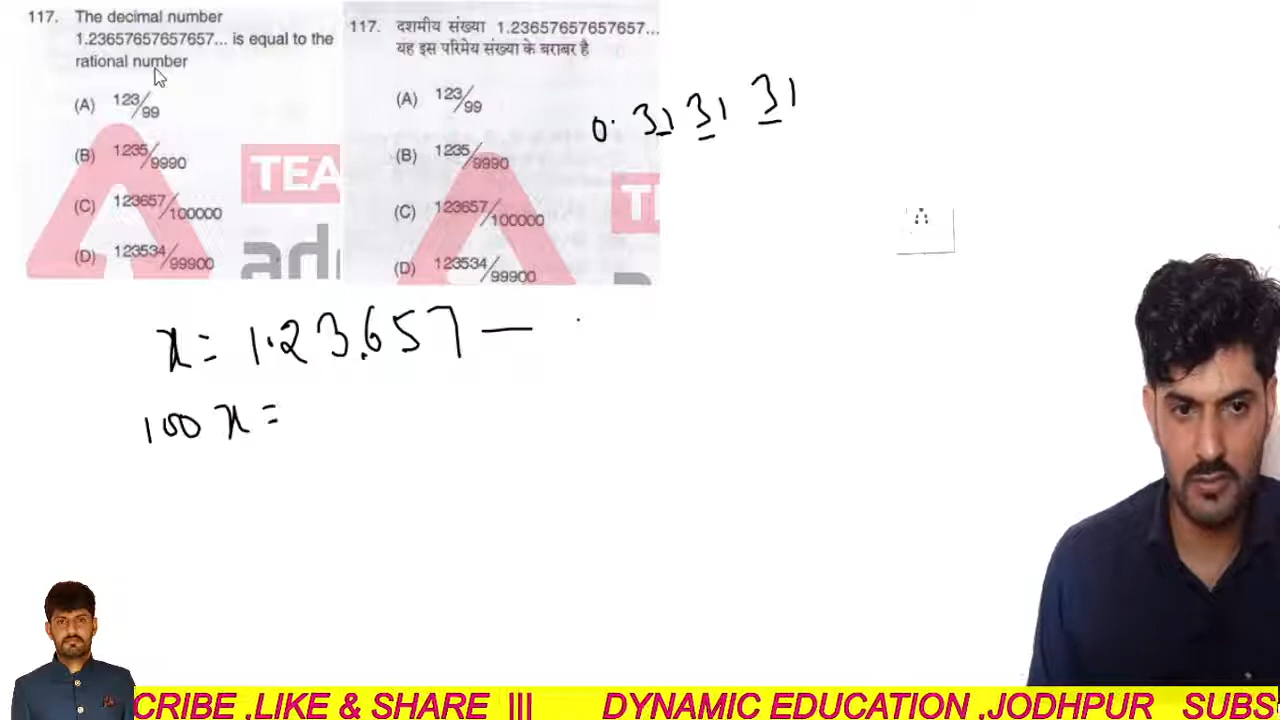 117. The decimal number
1.23657657657657... is equal to the
rational number
(A) 123/99
(B) 1235/9990
(C) 123657/100000
(D) 123534/99900
TEA
117. दशमीय संख्या 1.23657657657657...
यह इस परिमेय संख्या के बराबर है
(A) 123/99
(B) 1235/9990
(C) 123657/100000
(D) 123534/99900
0.31 31 31
x = 1.23657 —
100 x =
CRIBE ,LIKE & SHARE ||| DYNAMIC EDUCATION ,JODHPUR SUBS